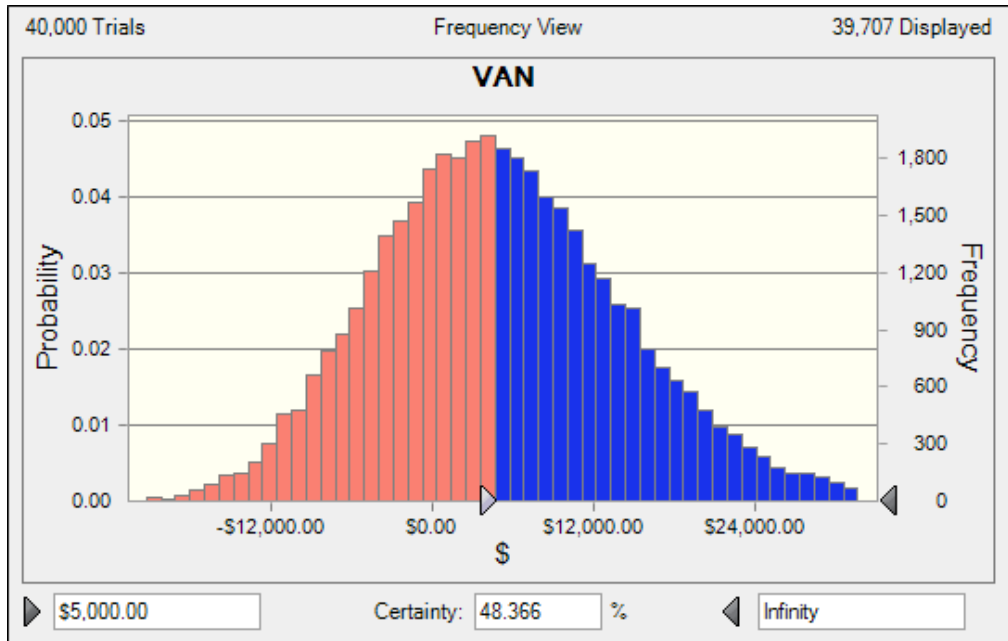 40,000 Trials Frequency View 39,707 Displayed
VAN
0.05
0.04
0.03
0.02
0.01
0.00
Probability
1,800
1,500
1,200
900
600
300
0
Frequency
-$12,000.00 $0.00 $12,000.00 $24,000.00
$
$5,000.00 Certainty: 48.366 % Infinity